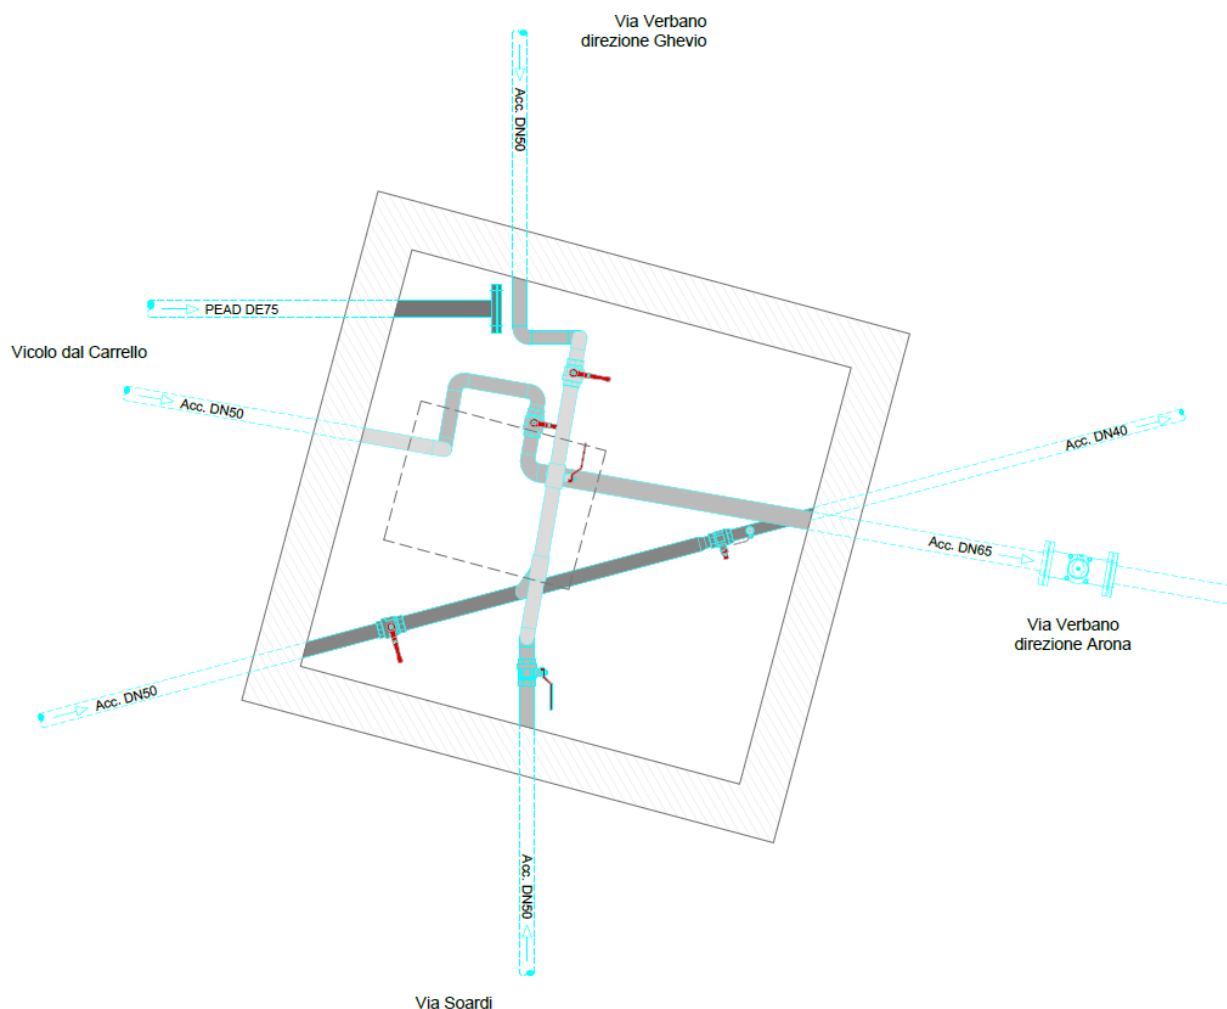 Via Verbano
direzione Ghevio
Acc. DN50
PEAD DE75
Vicolo dal Carrello
Acc. DN50
Acc. DN40
Acc. DN65
Via Verbano
direzione Arona
Acc. DN50
Acc. DN50
Via Soardi